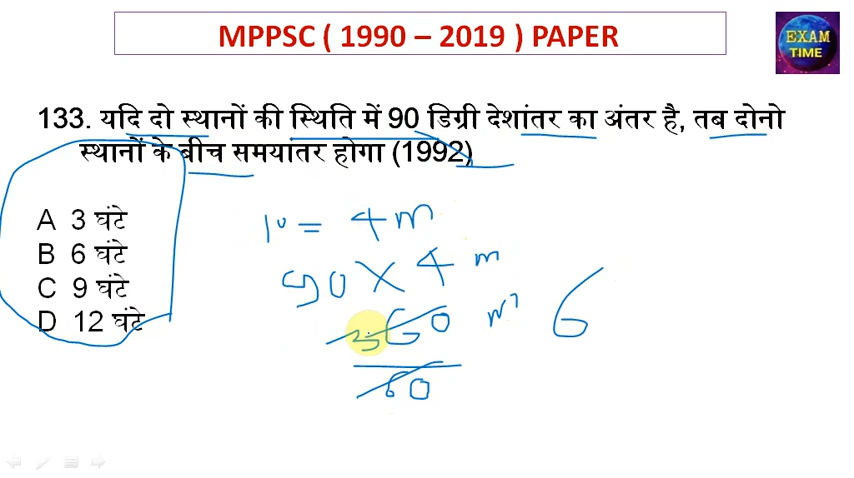 MPPSC ( 1990 – 2019 ) PAPER
EXAM
TIME
133. यदि दो स्थानों की स्थिति में 90 डिग्री देशांतर का अंतर है, तब दोनो
स्थानों के बीच समयांतर होगा (1992)
A 3 घंटे
B 6 घंटे
C 9 घंटे
D 12 घंटे
1° = 4 m
90 × 4 m
360 m
60
6